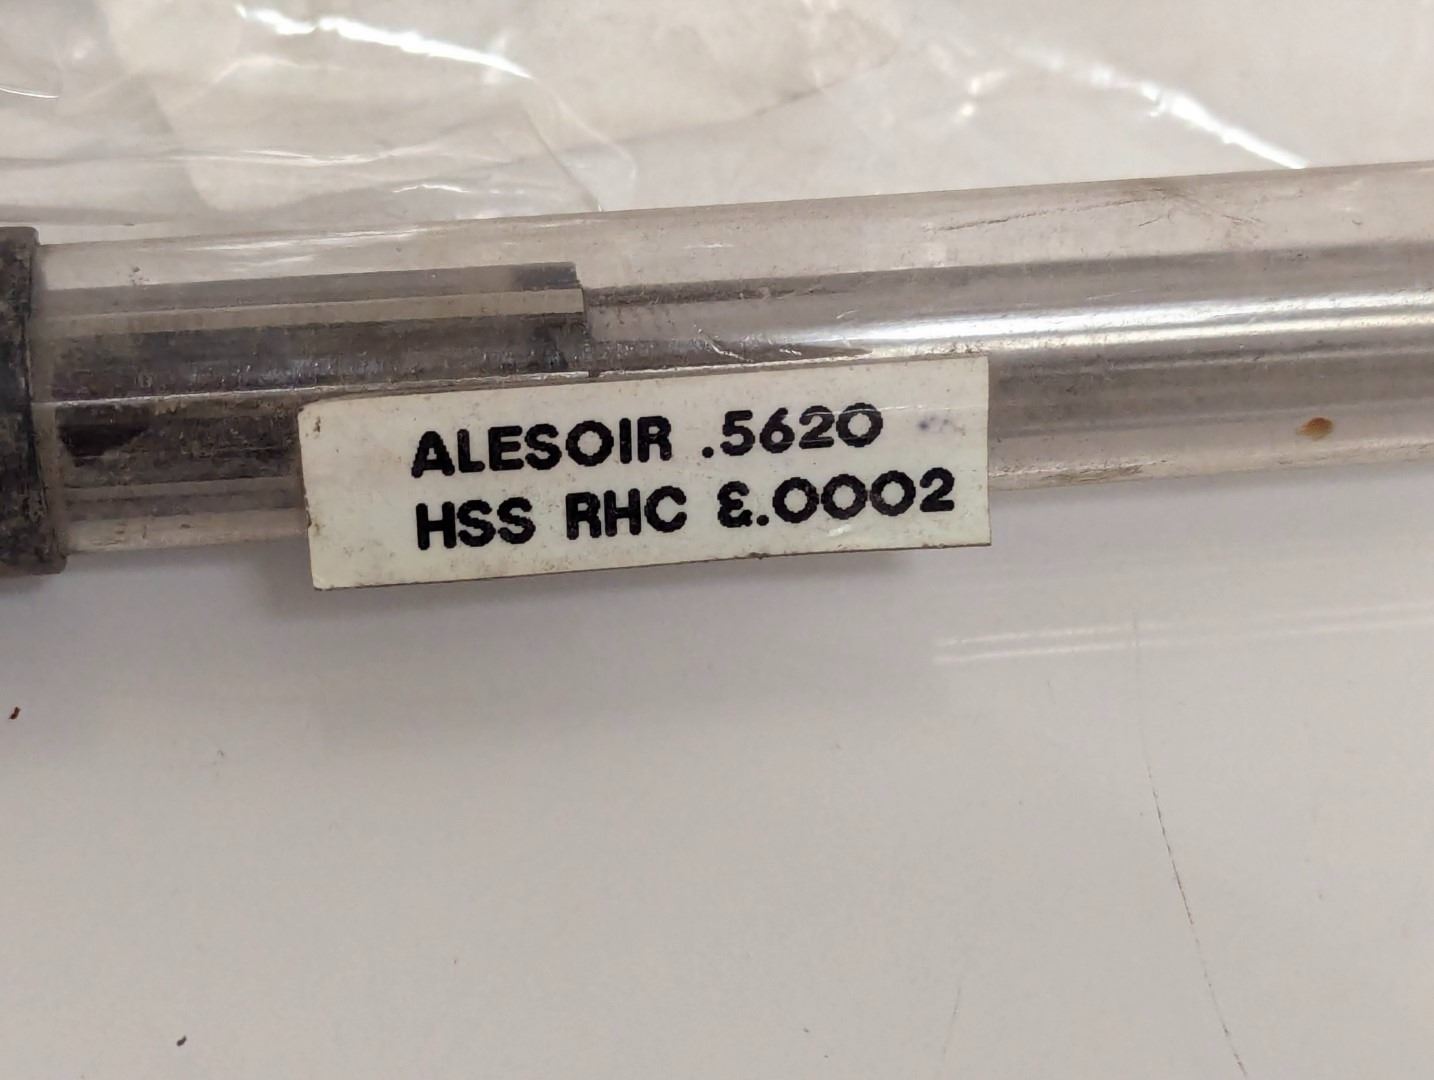 ALESOIR .5620
HSS RHC &.0002